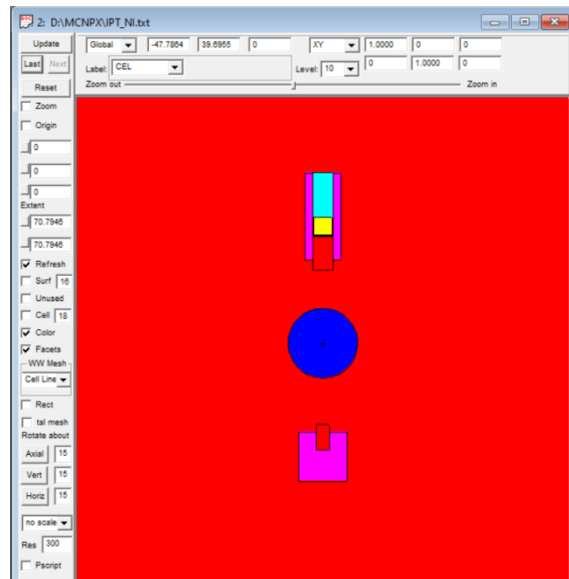 2: D:\MCNPX\IPT_NI.txt
Update Global -47.7864 39.6955 0 XY 1.0000 0 0
Last Next Label: CEL Level: 10 0 1.0000 0
Reset Zoom out Zoom in
Zoom
Origin
0
0
0
Extent
70.7946
70.7946
Refresh
Surf 16
Unused
Cell 18
Color
Facets
WW Mesh
Cell Line
Rect
tal mesh
Rotate about
Axial 15
Vert 15
Horiz 15
no scale
Res 300
Pscript